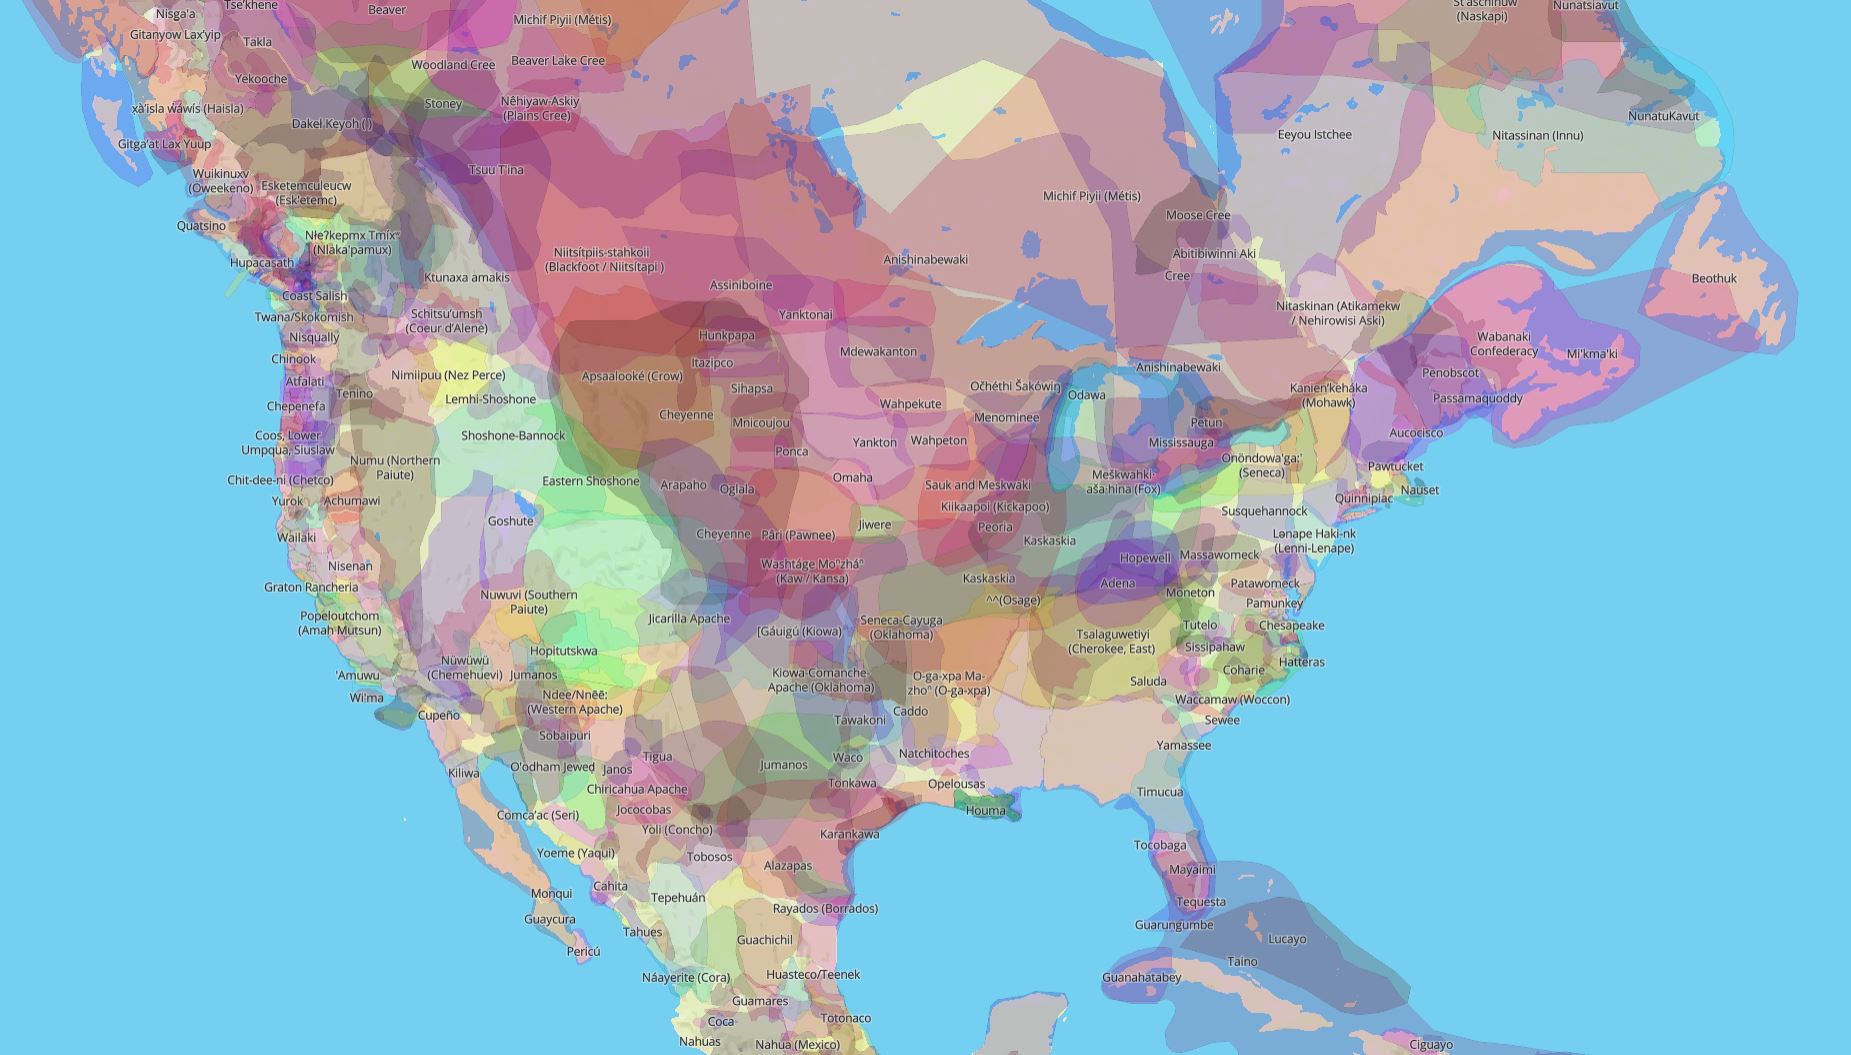 Tse'khene
Beaver
St'aschinuw
(Naskapi)
Nunatsiavut
Nisga'a
Michif Piyii (Métis)
Gitanyow Lax'yip
Takla
Woodland Cree
Beaver Lake Cree
Yekooche
Stoney
Nêhiyaw-Askiy
(Plains Cree)
xàʼisla wáwís (Haisla)
NunatuKavut
Dakel Keyoh ( )
Eeyou Istchee
Nitassinan (Innu)
Gitga'at Lax Yuup
Tsuu T'ina
Wuikinuxv
(Oweekeno)
Esketemculeucw
(Esk'etemc)
Michif Piyii (Métis)
Moose Cree
Quatsino
Nłeʔkepmx Tmíxʷ
(Nlaka'pamux)
Niitsítpiis-stahkoii
(Blackfoot / Niitsítapi )
Abitibiwinni Aki
Hupacasath
Anishinabewaki
Cree
Ktunaxa amakis
Beothuk
Assiniboine
Coast Salish
Twana/Skokomish
Schitsu'umsh
(Coeur d'Alene)
Yanktonai
Nitaskinan (Atikamekw
/ Nehirowisi Aski)
Nisqually
Hunkpapa
Wabanaki
Confederacy
Mi'kma'ki
Chinook
Itazipco
Mdewakanton
Anishinabewaki
Nimiipuu (Nez Perce)
Apsaalooké (Crow)
Penobscot
Atfalati
Tenino
Lemhi-Shoshone
Sihapsa
Očhéthi Šakówiŋ
Odawa
Kanien'kehá:ka
(Mohawk)
Passamaquoddy
Chepenefa
Cheyenne
Wahpekute
Menominee
Mnicoujou
Petun
Coos, Lower
Umpqua, Siuslaw
Shoshone-Bannock
Yankton
Wahpeton
Mississauga
Aucocisco
Ponca
Numu (Northern
Paiute)
Onöndowa'ga:'
(Seneca)
Pawtucket
Chit-dee-ni (Chetco)
Eastern Shoshone
Arapaho
Oglala
Omaha
Sauk and Meskwaki
Meškwahki·
aša·hina (Fox)
Nauset
Yurok
Achumawi
Kiikaapoi (Kickapoo)
Quinnipiac
Susquehannock
Goshute
Jiwere
Peoria
Wailaki
Cheyenne
Pâri (Pawnee)
Kaskaskia
Lənape Haki-nk
(Lenni-Lenape)
Hopewell
Massawomeck
Nisenan
Washtáge Moⁿzháⁿ
(Kaw / Kansa)
Kaskaskia
Adena
Patawomeck
Graton Rancheria
Nuwuvi (Southern
Paiute)
^^(Osage)
Moneton
Pamunkey
Popeloutchom
(Amah Mutsun)
Jicarilla Apache
[Gáuigú (Kiowa)
Seneca-Cayuga
(Oklahoma)
Tsalaguwetiyi
(Cherokee, East)
Tutelo
Chesapeake
Hopitutskwa
Sissipahaw
Nüwüwü
(Chemehuevi)
Hatteras
'Amuwu
Jumanos
Kiowa-Comanche-
Apache (Oklahoma)
O-ga-xpa Ma-
zhoⁿ (O-ga-xpa)
Coharie
Saluda
Wi'ma
Ndee/Nnēē:
(Western Apache)
Waccamaw (Woccon)
Cupeño
Caddo
Tawakoni
Sewee
Sobaipuri
Yamassee
Natchitoches
Tigua
Waco
Kiliwa
O'odham Jeweḍ
Janos
Jumanos
Tonkawa
Opelousas
Chiricahua Apache
Timucua
Comca'ac (Seri)
Jococobas
Houma
Yoli (Concho)
Karankawa
Tocobaga
Yoeme (Yaqui)
Tobosos
Alazapas
Mayaimi
Cahita
Monqui
Tepehuán
Tequesta
Rayados (Borrados)
Guaycura
Guarungumbe
Tahues
Guachichil
Lucayo
Pericú
Taino
Náayerite (Cora)
Huasteco/Teenek
Guanahatabey
Guamares
Coca
Totonaco
Nahuas
Nahua (Mexico)
Ciguayo